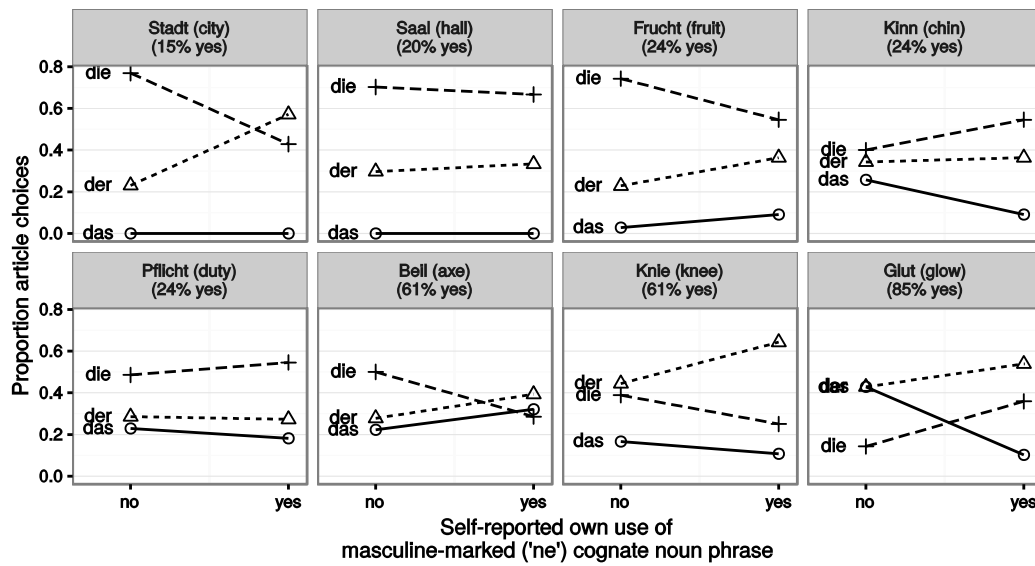 Stadt (city)
(15% yes)
Saal (hall)
(20% yes)
Frucht (fruit)
(24% yes)
Kinn (chin)
(24% yes)
0.8
0.6
0.4
0.2
0.0
die
der
das
die
der
das
die
der
das
die
der
das
Pflicht (duty)
(24% yes)
Beil (axe)
(61% yes)
Knie (knee)
(61% yes)
Glut (glow)
(85% yes)
0.8
0.6
0.4
0.2
0.0
die
der
das
die
der
das
der
die
das
die
no
yes
no
yes
no
yes
no
yes
Proportion article choices
Self-reported own use of
masculine-marked ('ne') cognate noun phrase